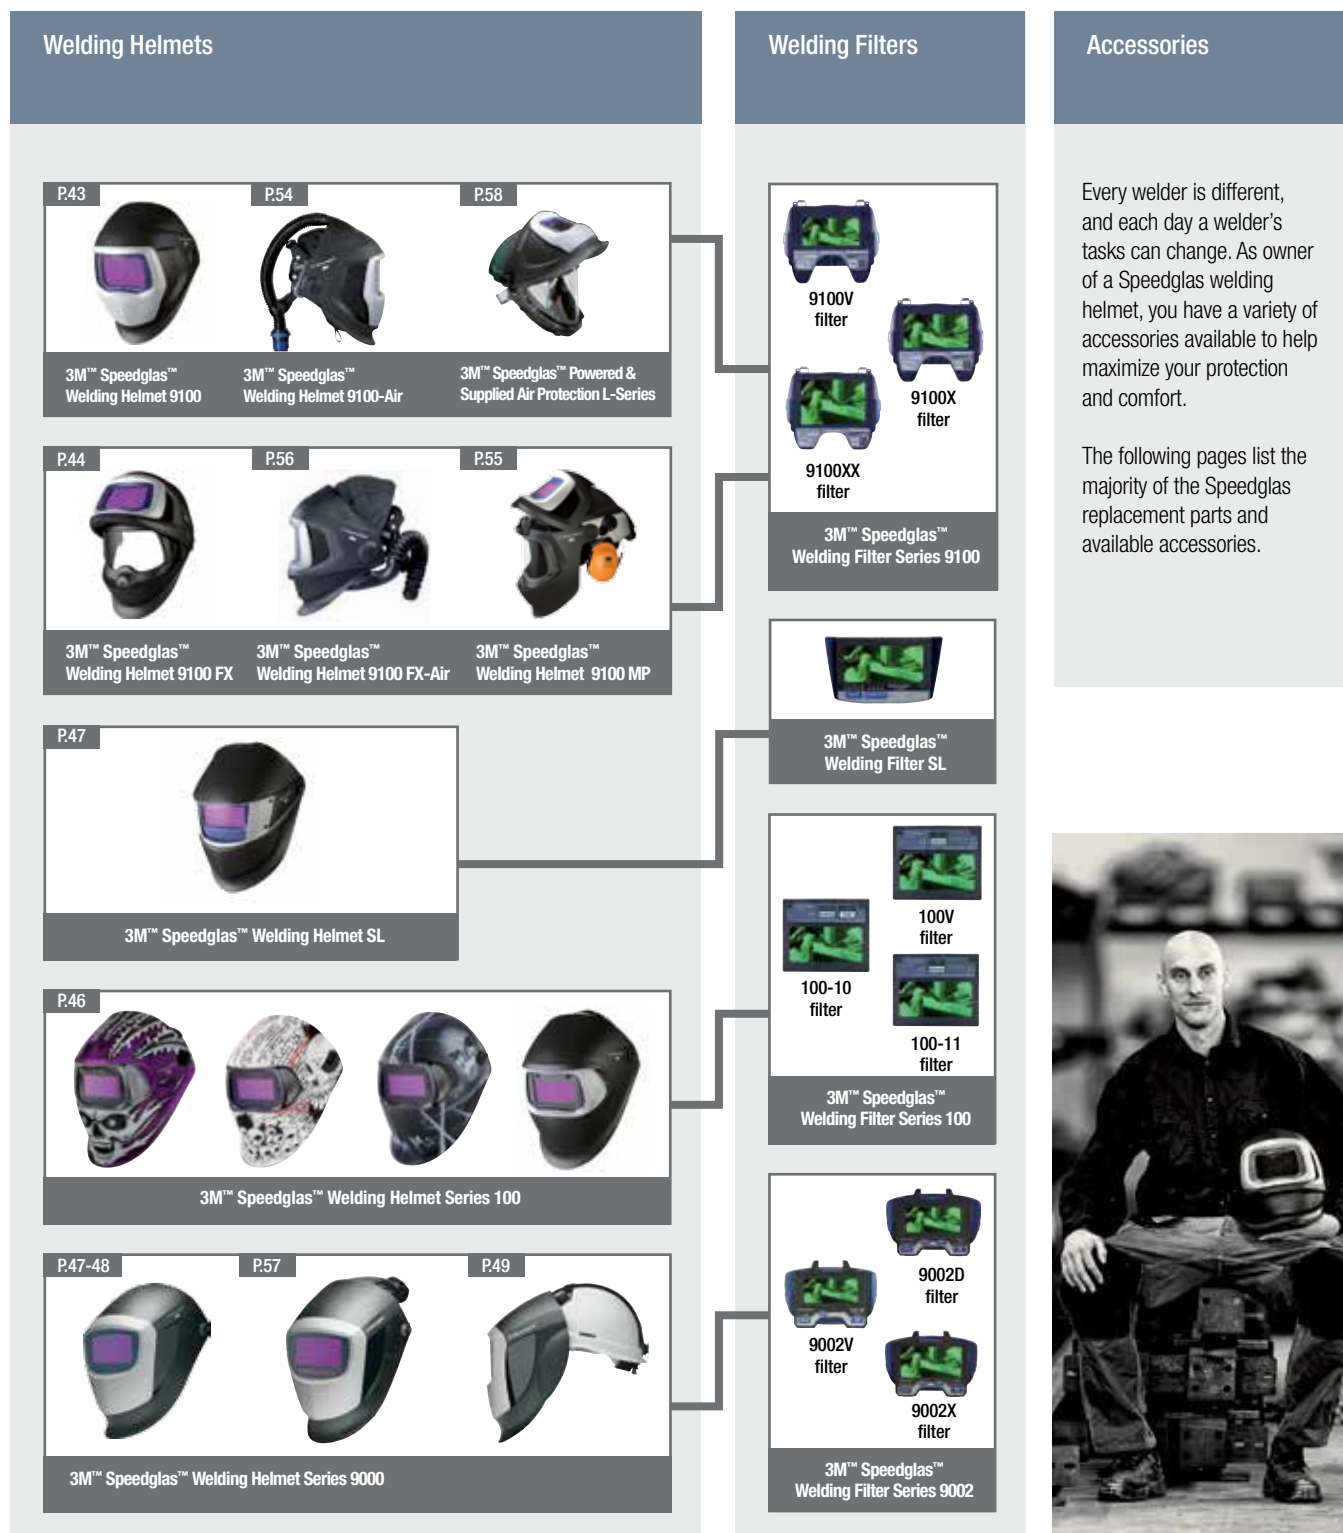 Welding Helmets
P.43
P.54
P.58
3M™ Speedglas™
Welding Helmet 9100
3M™ Speedglas™
Welding Helmet 9100-Air
3M™ Speedglas™ Powered &
Supplied Air Protection L-Series
P.44
P.56
P.55
3M™ Speedglas™
Welding Helmet 9100 FX
3M™ Speedglas™
Welding Helmet 9100 FX-Air
3M™ Speedglas™
Welding Helmet 9100 MP
P.47
3M™ Speedglas™ Welding Helmet SL
P.46
3M™ Speedglas™ Welding Helmet Series 100
P.47-48
P.57
P.49
3M™ Speedglas™ Welding Helmet Series 9000
Welding Filters
9100V
filter
9100X
filter
9100XX
filter
3M™ Speedglas™
Welding Filter Series 9100
3M™ Speedglas™
Welding Filter SL
100V
filter
100-10
filter
100-11
filter
3M™ Speedglas™
Welding Filter Series 100
9002D
filter
9002V
filter
9002X
filter
3M™ Speedglas™
Welding Filter Series 9002
Accessories
Every welder is different,
and each day a welder's
tasks can change. As owner
of a Speedglas welding
helmet, you have a variety of
accessories available to help
maximize your protection
and comfort.
The following pages list the
majority of the Speedglas
replacement parts and
available accessories.